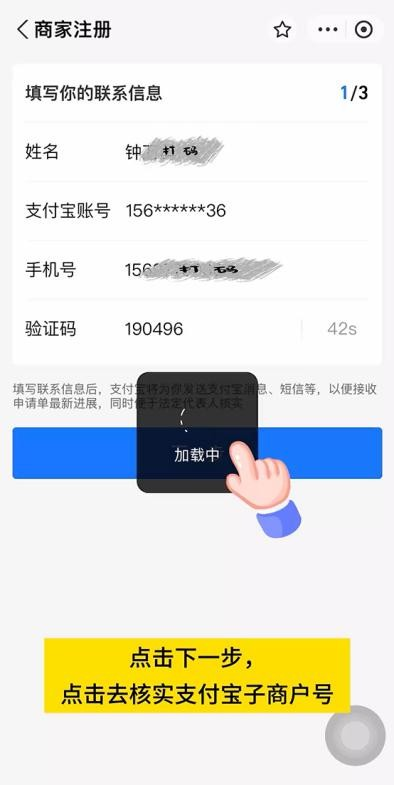 商家注册
填写你的联系信息 1/3
姓名 钟 打 码
支付宝账号 156******36
手机号 156 打 码
验证码 190496 42s
填写联系信息后，支付宝将为你发送支付宝消息、短信等，以便接收
申请单最新进展，同时便于法定代表人核实
加载中
点击下一步，
点击去核实支付宝子商户号